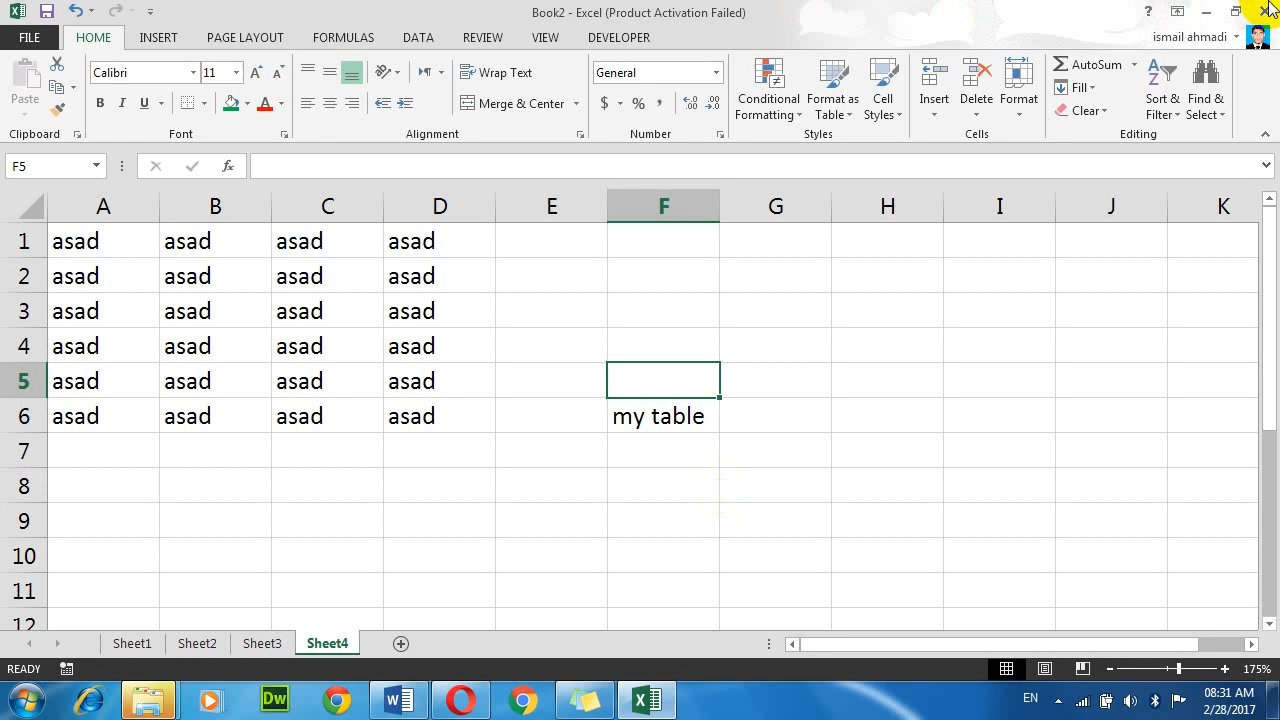 Book2 - Excel (Product Activation Failed)
FILE HOME INSERT PAGE LAYOUT FORMULAS DATA REVIEW VIEW DEVELOPER ismail ahmadi
Paste
Clipboard
Calibri 11
B I U A
Font
Wrap Text
Merge & Center
Alignment
General
$ % ,
Number
Conditional Formatting
Format as Table
Cell Styles
Styles
Insert Delete Format
Cells
AutoSum
Fill
Clear
Sort & Filter
Find & Select
Editing
F5 fx
A B C D E F G H I J K
1 asad asad asad asad
2 asad asad asad asad
3 asad asad asad asad
4 asad asad asad asad
5 asad asad asad asad
6 asad asad asad asad my table
7
8
9
10
11
12
Sheet1 Sheet2 Sheet3 Sheet4
READY 175%
Dw EN 08:31 AM
2/28/2017